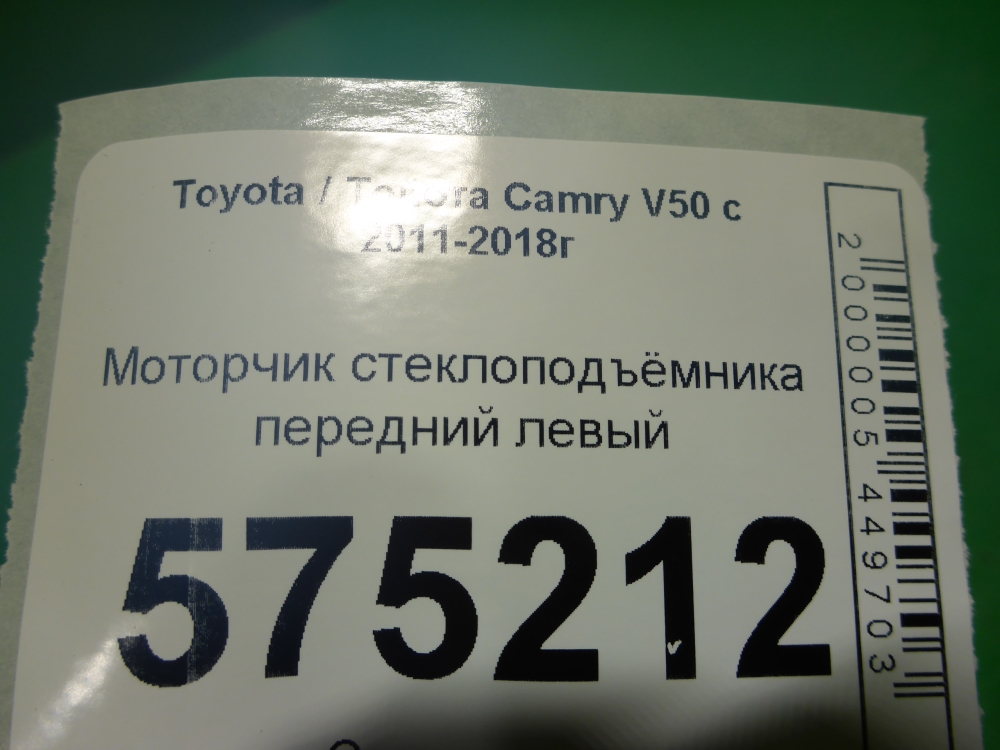 Toyota / Camry V50 с
2011-2018г
Моторчик стеклоподъёмника
передний левый
575212
2000005449703